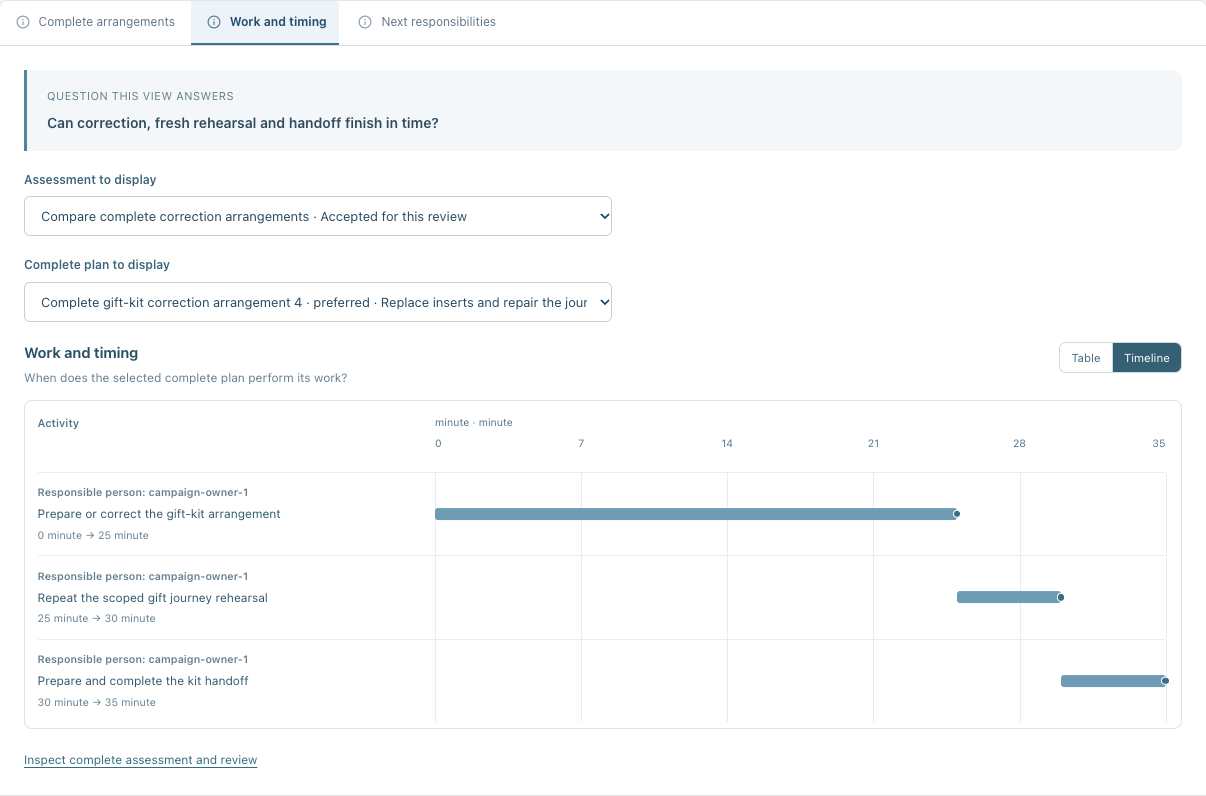 Complete arrangements
Work and timing
Next responsibilities
QUESTION THIS VIEW ANSWERS
Can correction, fresh rehearsal and handoff finish in time?
Assessment to display
Compare complete correction arrangements · Accepted for this review
Complete plan to display
Complete gift-kit correction arrangement 4 · preferred · Replace inserts and repair the jour
Work and timing
Table
Timeline
When does the selected complete plan perform its work?
Activity
minute · minute
0 7 14 21 28 35
Responsible person: campaign-owner-1
Prepare or correct the gift-kit arrangement
0 minute → 25 minute
Responsible person: campaign-owner-1
Repeat the scoped gift journey rehearsal
25 minute → 30 minute
Responsible person: campaign-owner-1
Prepare and complete the kit handoff
30 minute → 35 minute
Inspect complete assessment and review